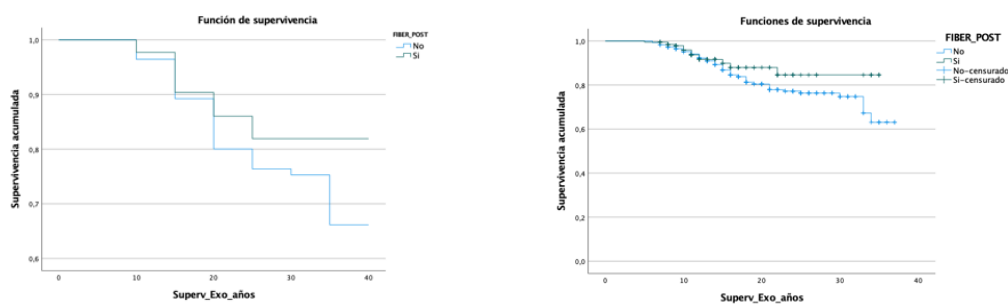 Función de supervivencia
FIBER_POST
No
Si
1,0
0,9
0,8
0,7
0,6
Supervivencia acumulada
0
10
20
30
40
Superv_Exo_años
Funciones de supervivencia
FIBER_POST
No
Si
No-censurado
Si-censurado
1,0
0,8
0,6
0,4
0,2
0,0
Supervivencia acumulada
0
10
20
30
40
Superv_Exo_años